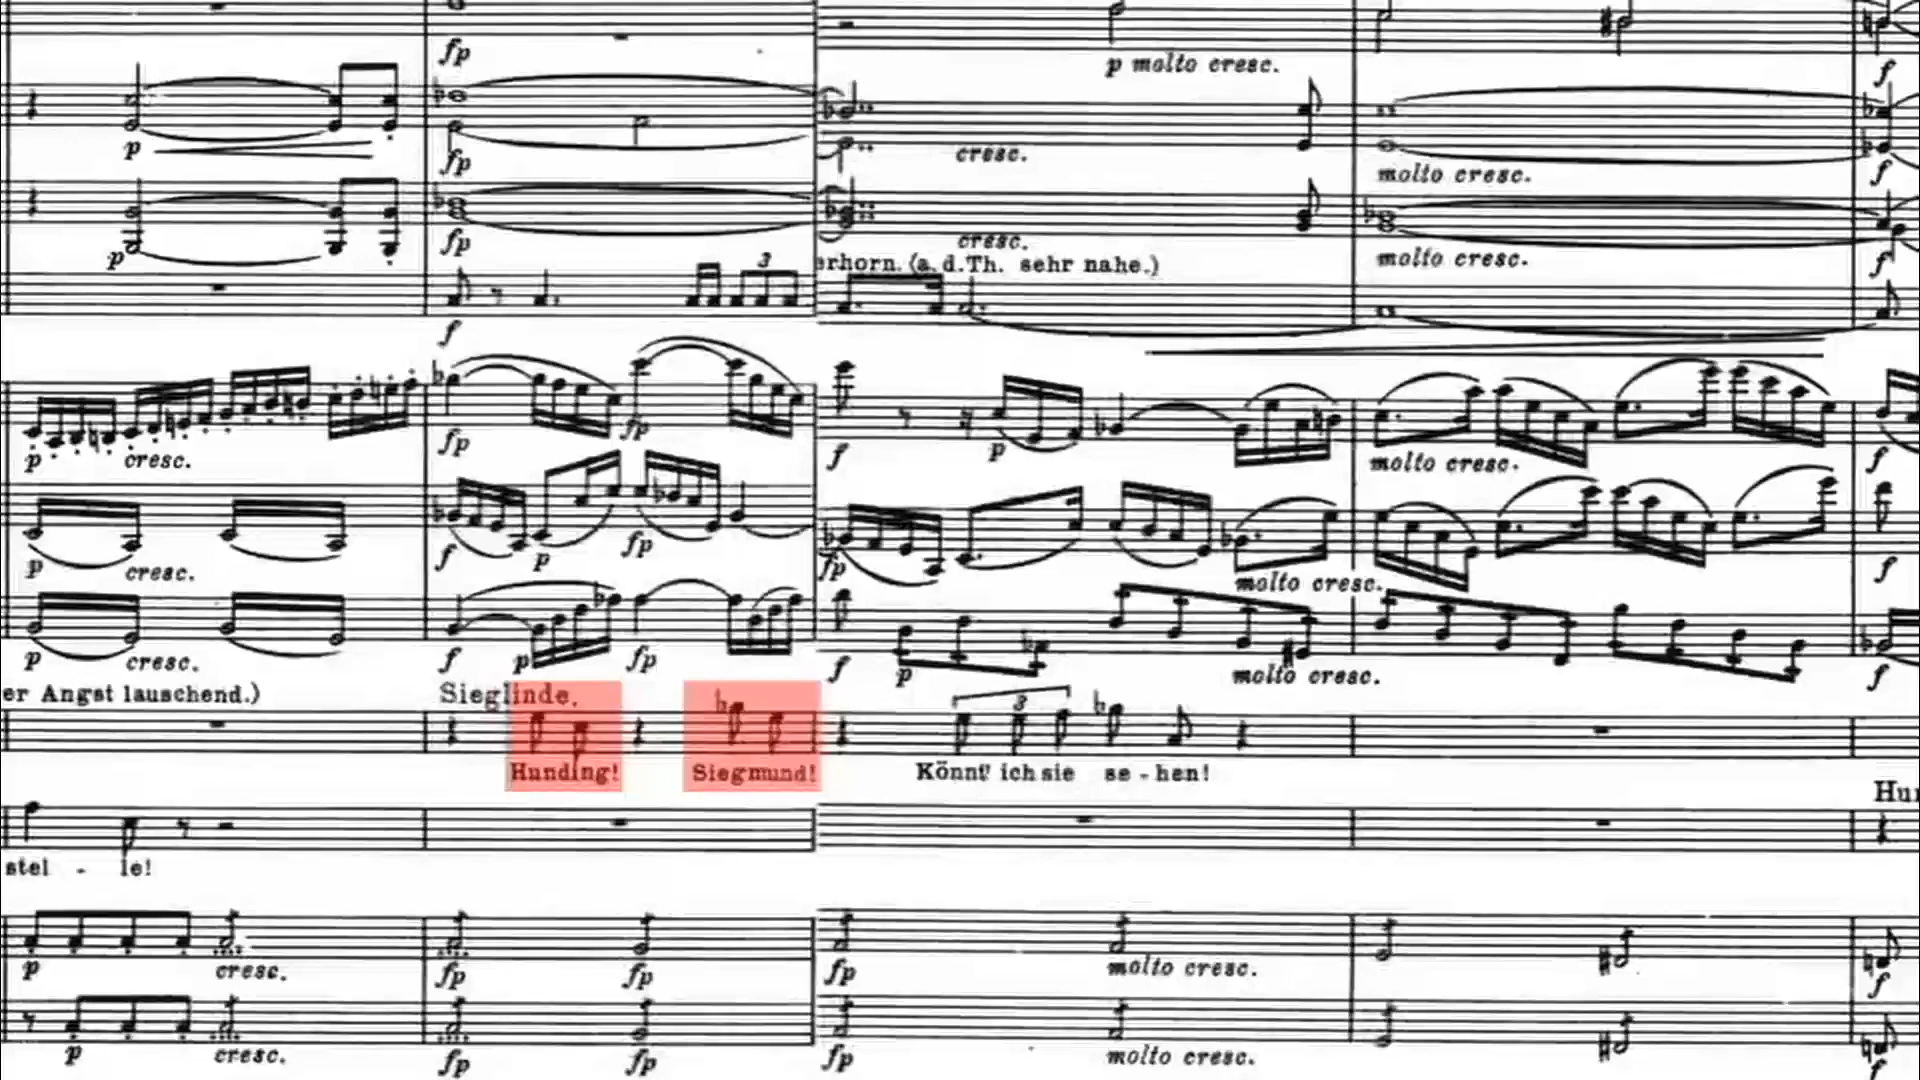 fp
p molto cresc.
f
p
fp
cresc.
molto cresc.
f
p
fp
cresc.
molto cresc.
f
erhorn. (a. d. Th. sehr nahe.)
3
f
p cresc.
fp fp
f p
molto cresc.
f
p cresc.
f p fp
fp
molto cresc.
f
p cresc.
f p fp
f p
molto cresc.
f
er Angst lauschend.)
Sieglinde.
3
Hunding! Siegmund! Könnt' ich sie se - hen!
stel - le!
p cresc.
fp fp
fp molto cresc.
f
p cresc.
fp fp
fp molto cresc.
f